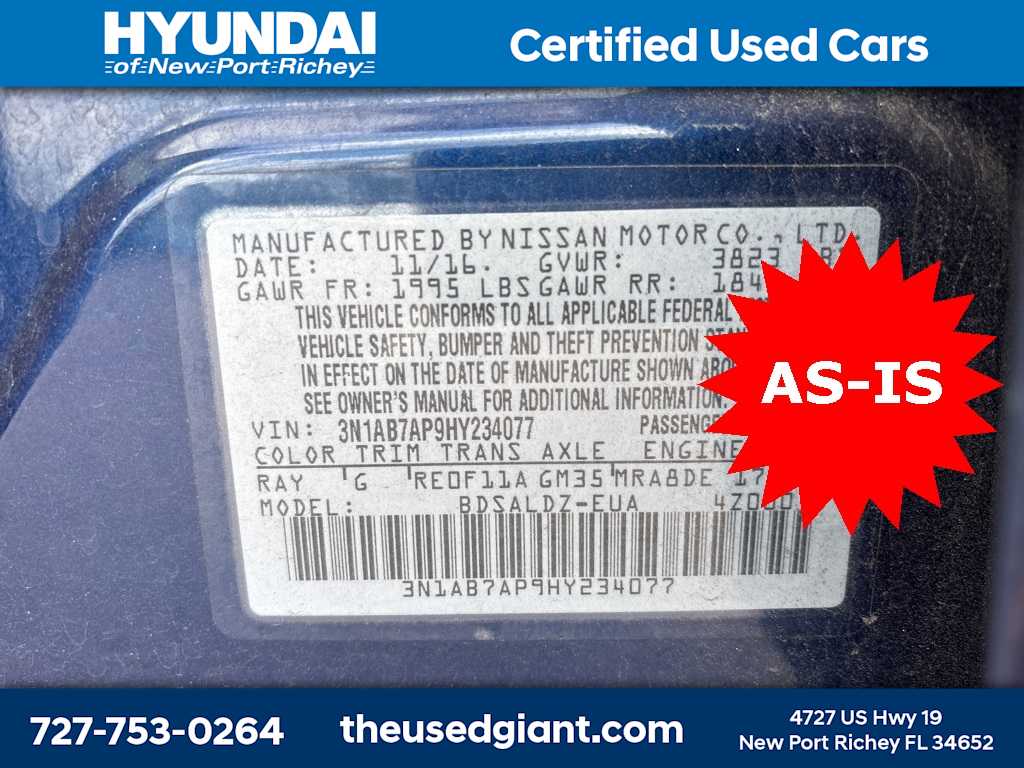 HYUNDAI
of New Port Richey
Certified Used Cars
MANUFACTURED BY NISSAN MOTOR CO., LTD.
DATE: 11/16. GVWR: 3823
GAWR FR: 1995 LBS GAWR RR:
THIS VEHICLE CONFORMS TO ALL APPLICABLE FEDERAL
VEHICLE SAFETY, BUMPER AND THEFT PREVENTION
IN EFFECT ON THE DATE OF MANUFACTURE SHOWN
SEE OWNER'S MANUAL FOR ADDITIONAL INFORMATION.
VIN: 3N1AB7AP9HY234077 PASSENGER
COLOR TRIM TRANS AXLE ENGINE
RAY G RE0F11A GM35 MRA8DE
MODEL: BDSALDZ-EUA
3N1AB7AP9HY234077
AS-IS
727-753-0264
theusedgiant.com
4727 US Hwy 19
New Port Richey FL 34652